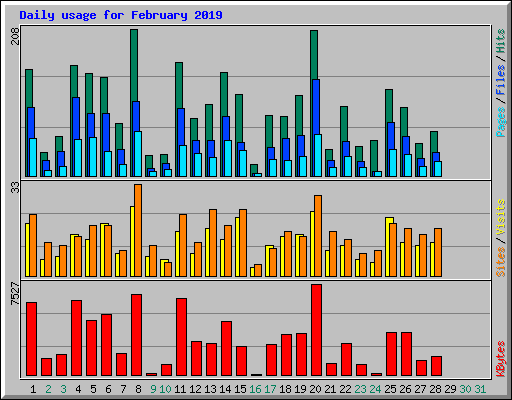 Daily usage for February 2019
208
Pages / Files / Hits
33
Sites / Visits
7527
KBytes
1 2 3 4 5 6 7 8 9 10 11 12 13 14 15 16 17 18 19 20 21 22 23 24 25 26 27 28 29 30 31